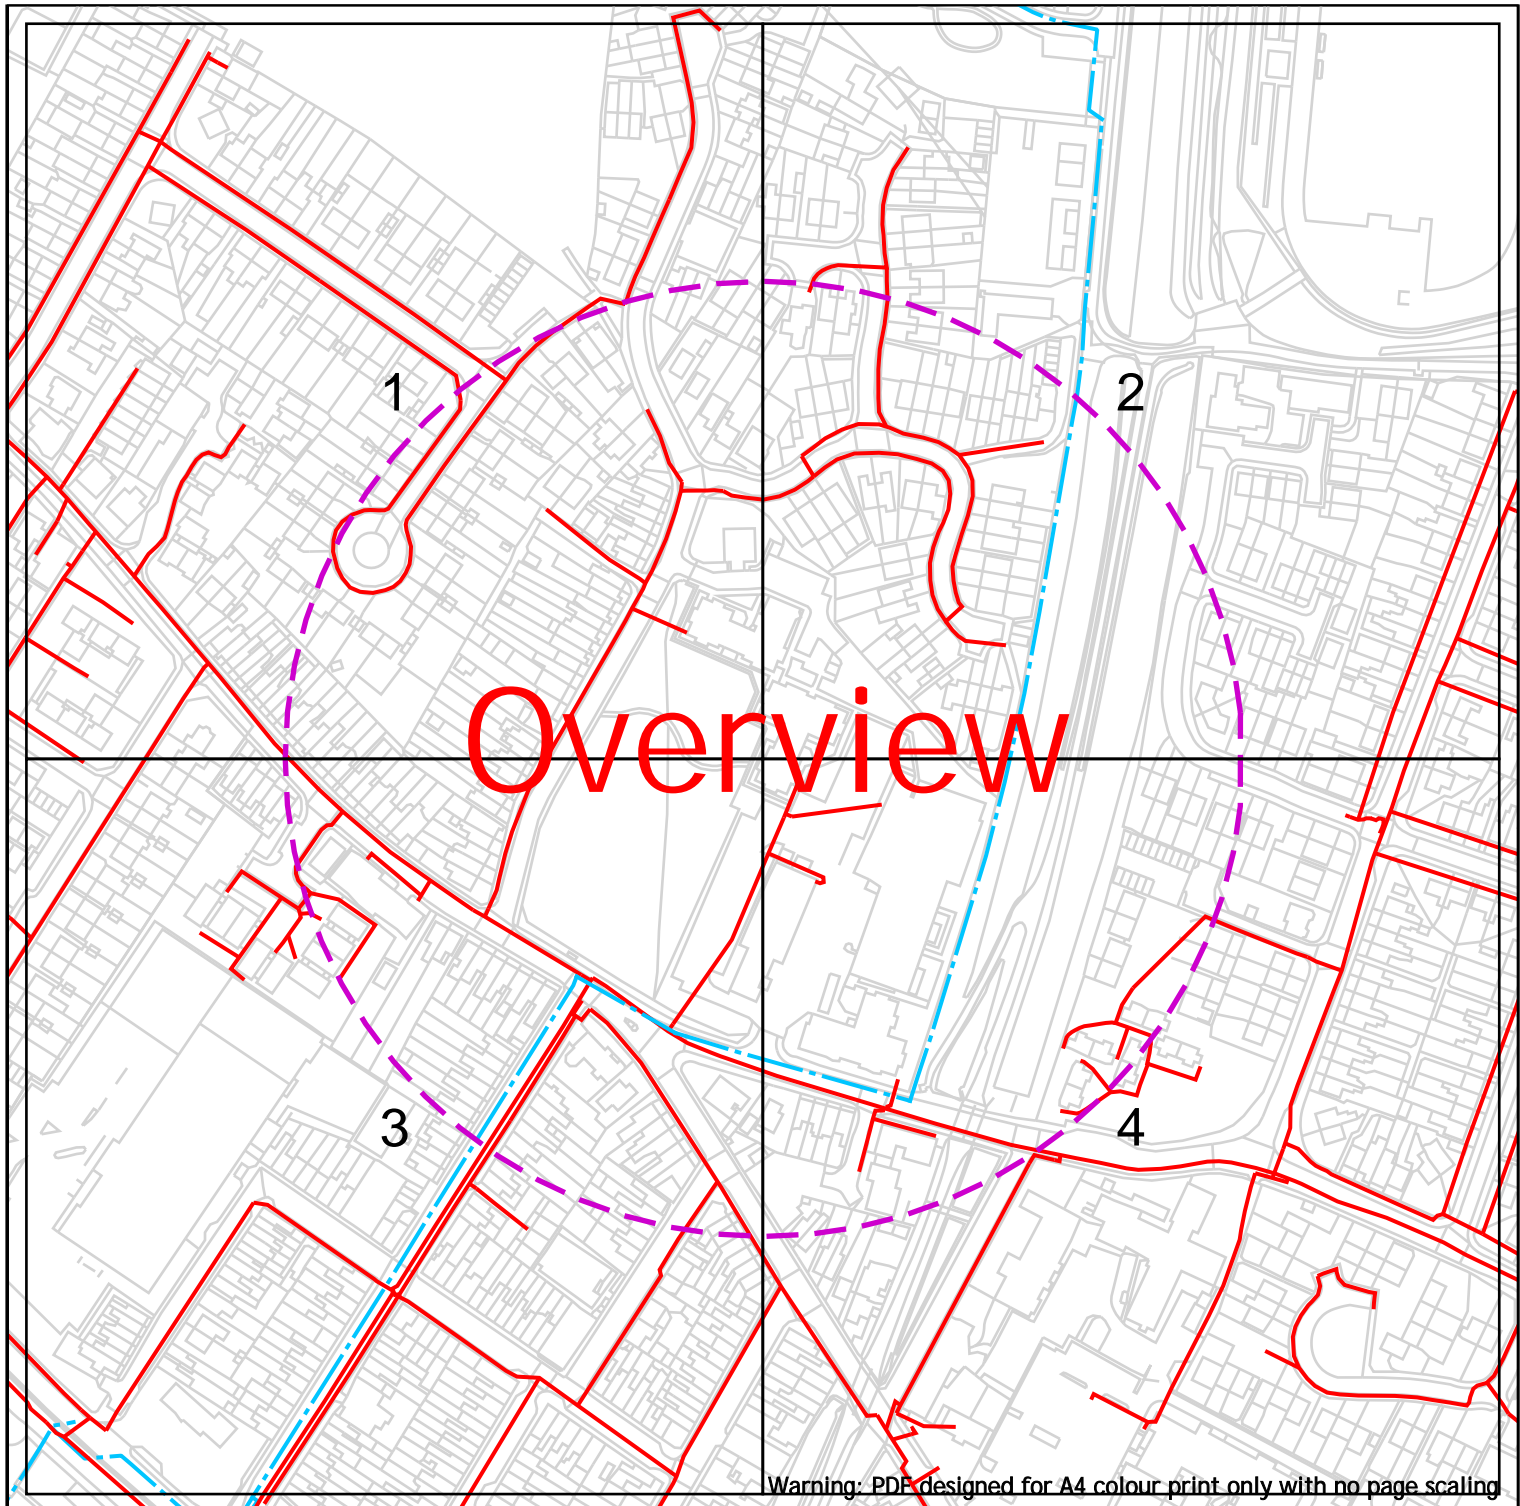 1
2
Overview
3
4
Warning: PDF designed for A4 colour print only with no page scaling